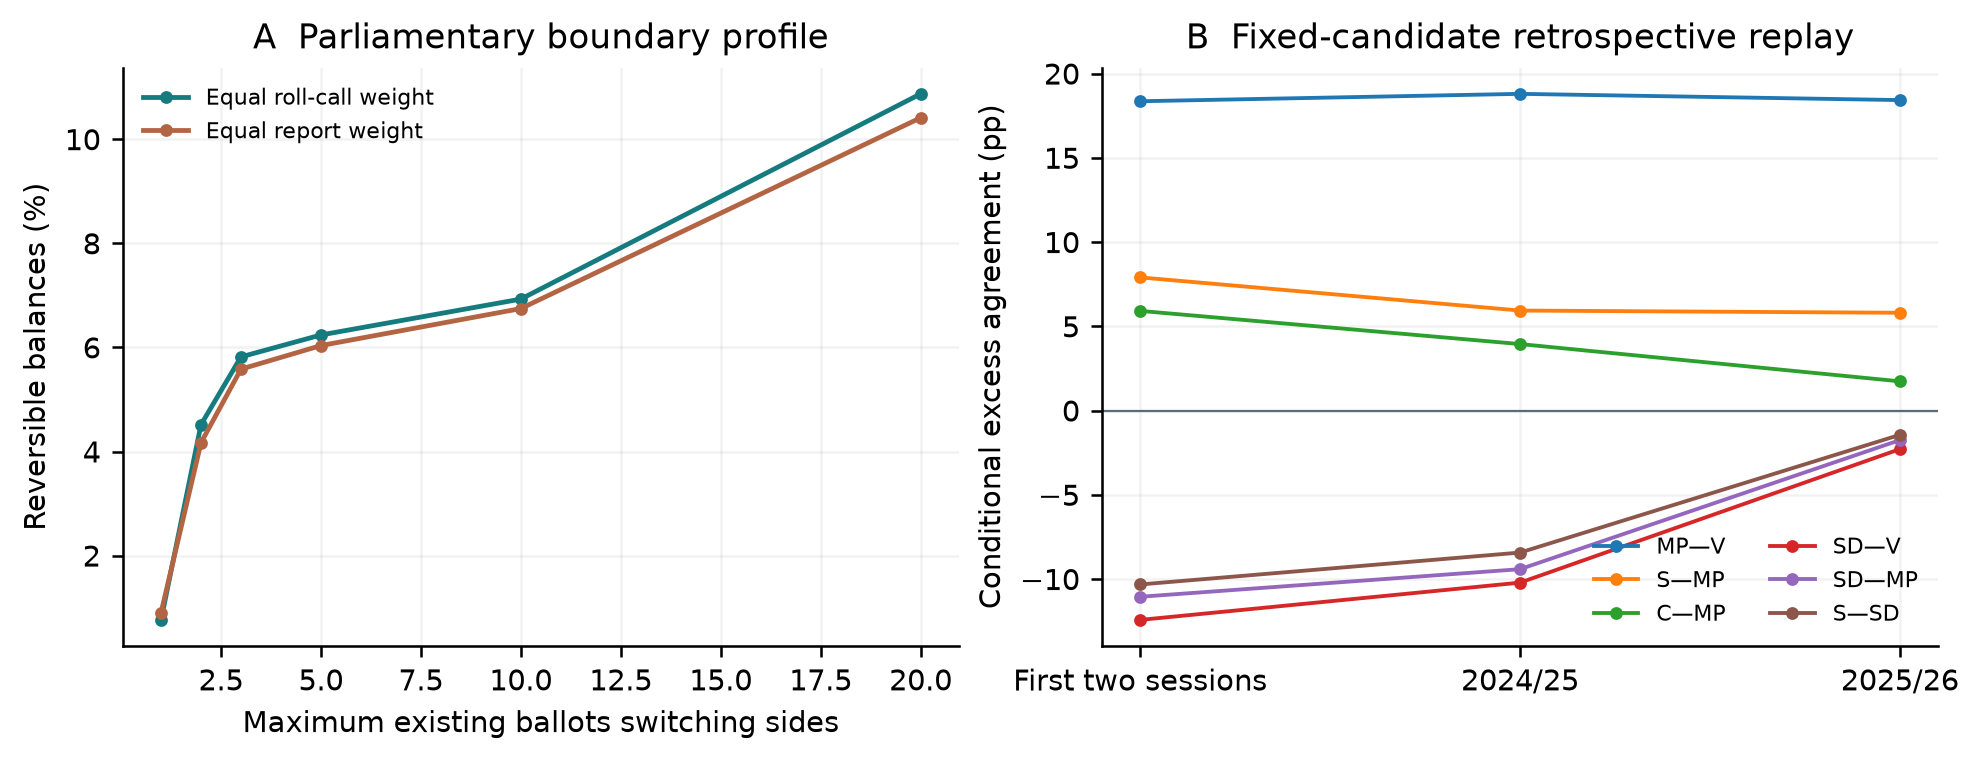 A  Parliamentary boundary profile
Equal roll-call weight
Equal report weight
Reversible balances (%)
10
8
6
4
2
2.5 5.0 7.5 10.0 12.5 15.0 17.5 20.0
Maximum existing ballots switching sides
B  Fixed-candidate retrospective replay
Conditional excess agreement (pp)
20
15
10
5
0
−5
−10
MP—V
S—MP
C—MP
SD—V
SD—MP
S—SD
First two sessions 2024/25 2025/26